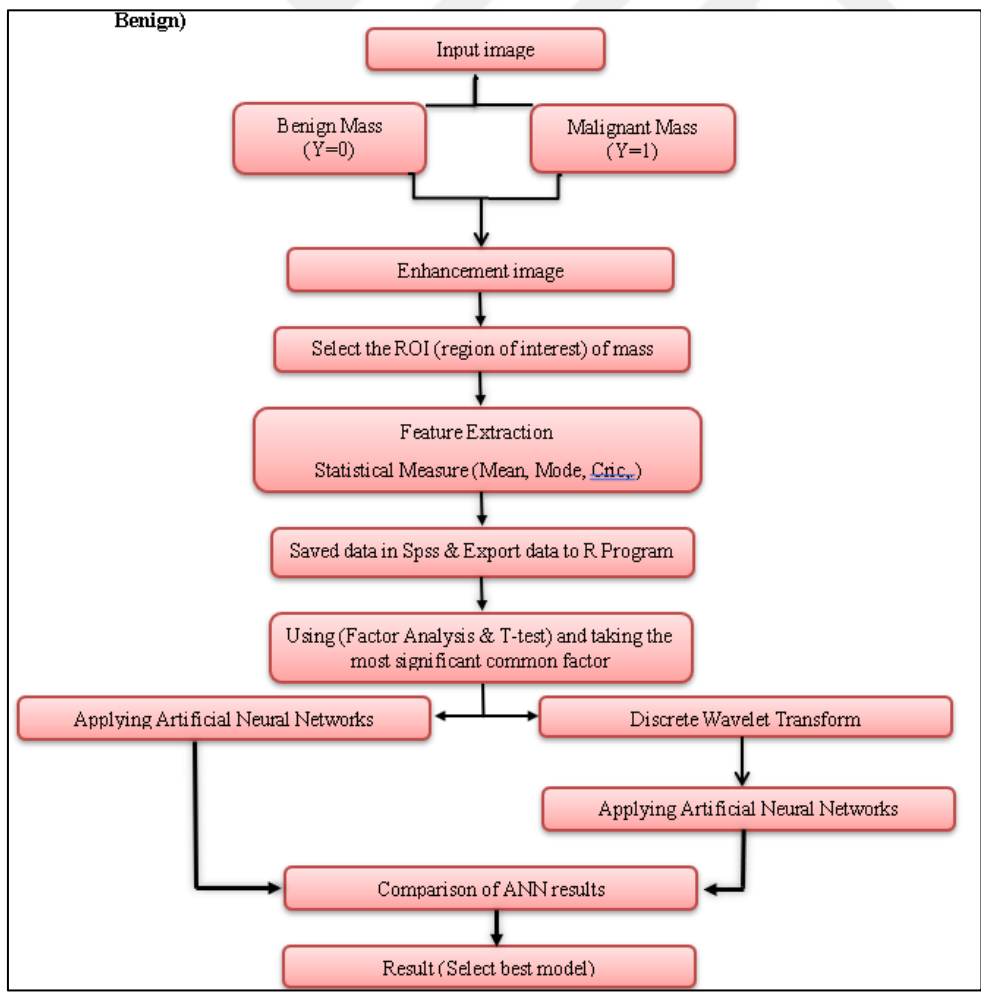 Benign)
Input image
Benign Mass
(Y=0)
Malignant Mass
(Y=1)
Enhancement image
Select the ROI (region of interest) of mass
Feature Extraction
Statistical Measure (Mean, Mode, Cric,.)
Saved data in Spss & Export data to R Program
Using (Factor Analysis & T-test) and taking the
most significant common factor
Applying Artificial Neural Networks
Discrete Wavelet Transform
Applying Artificial Neural Networks
Comparison of ANN results
Result (Select best model)